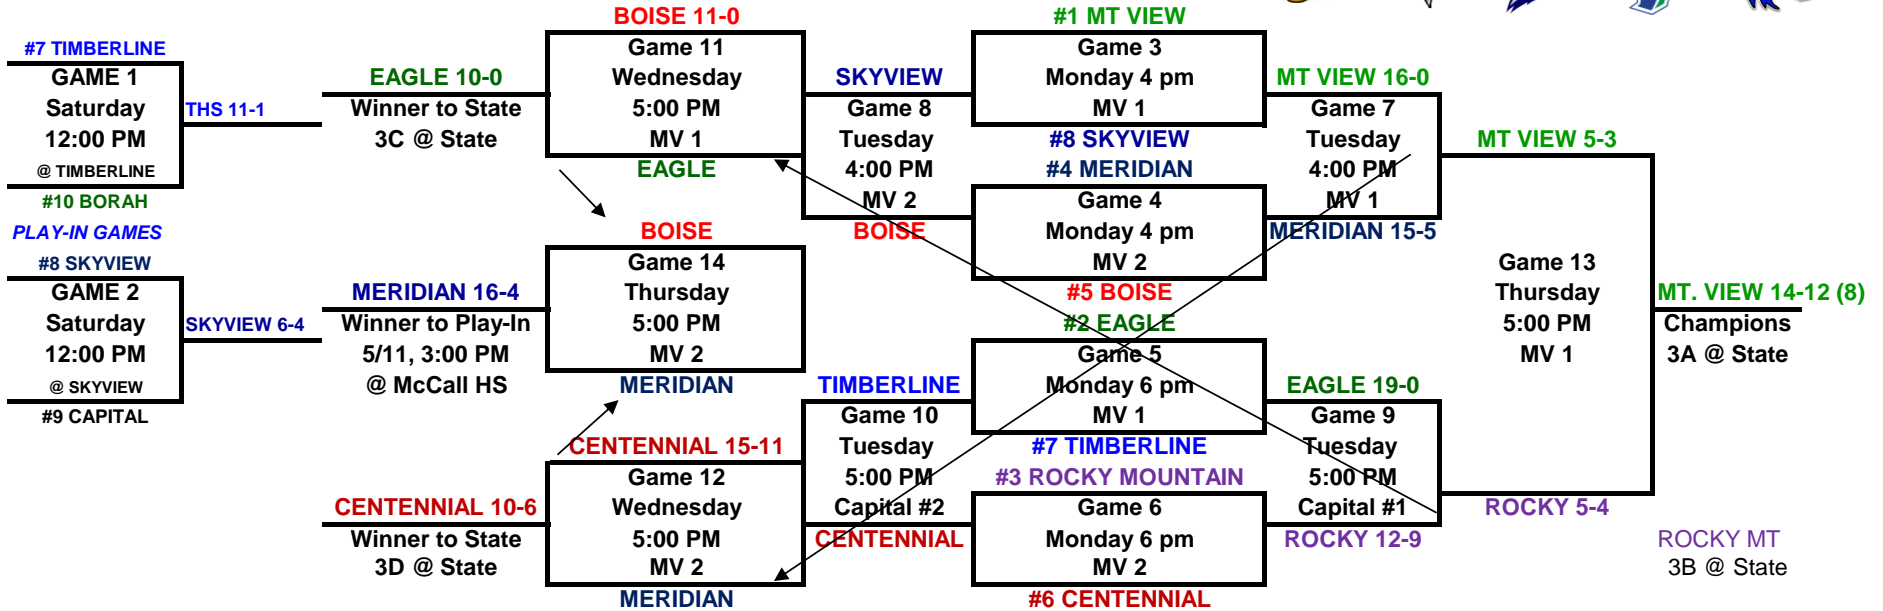 #7 TIMBERLINE
GAME 1
Saturday
12:00 PM
@ TIMBERLINE
#10 BORAH
THS 11-1
PLAY-IN GAMES
#8 SKYVIEW
GAME 2
Saturday
12:00 PM
@ SKYVIEW
#9 CAPITAL
SKYVIEW 6-4
EAGLE 10-0
Winner to State
3C @ State
MERIDIAN 16-4
Winner to Play-In
5/11, 3:00 PM
@ McCall HS
CENTENNIAL 10-6
Winner to State
3D @ State
BOISE 11-0
Game 11
Wednesday
5:00 PM
MV 1
EAGLE
BOISE
Game 14
Thursday
5:00 PM
MV 2
MERIDIAN
CENTENNIAL 15-11
Game 12
Wednesday
5:00 PM
MV 2
MERIDIAN
SKYVIEW
Game 8
Tuesday
4:00 PM
MV 2
BOISE
TIMBERLINE
Game 10
Tuesday
5:00 PM
Capital #2
CENTENNIAL
#1 MT VIEW
Game 3
Monday 4 pm
MV 1
#8 SKYVIEW
#4 MERIDIAN
Game 4
Monday 4 pm
MV 2
#5 BOISE
#2 EAGLE
Game 5
Monday 6 pm
MV 1
#7 TIMBERLINE
#3 ROCKY MOUNTAIN
Game 6
Monday 6 pm
MV 2
#6 CENTENNIAL
MT VIEW 16-0
Game 7
Tuesday
4:00 PM
MV 1
MERIDIAN 15-5
EAGLE 19-0
Game 9
Tuesday
5:00 PM
Capital #1
ROCKY 12-9
MT VIEW 5-3
Game 13
Thursday
5:00 PM
MV 1
ROCKY 5-4
MT. VIEW 14-12 (8)
Champions
3A @ State
ROCKY MT
3B @ State